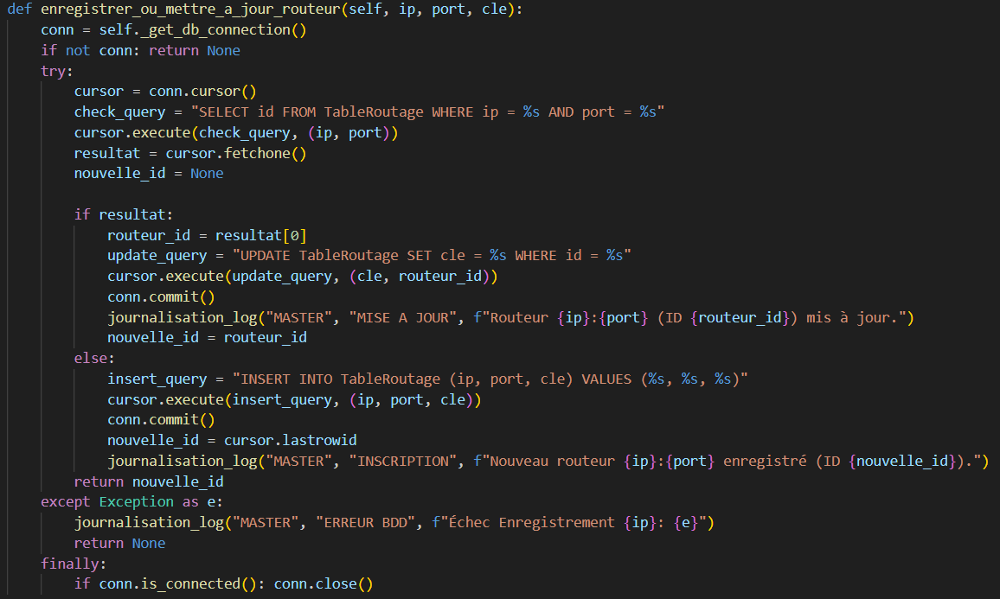 def enregistrer_ou_mettre_a_jour_routeur(self, ip, port, cle):
    conn = self._get_db_connection()
    if not conn: return None
    try:
        cursor = conn.cursor()
        check_query = "SELECT id FROM TableRoutage WHERE ip = %s AND port = %s"
        cursor.execute(check_query, (ip, port))
        resultat = cursor.fetchone()
        nouvelle_id = None

        if resultat:
            routeur_id = resultat[0]
            update_query = "UPDATE TableRoutage SET cle = %s WHERE id = %s"
            cursor.execute(update_query, (cle, routeur_id))
            conn.commit()
            journalisation_log("MASTER", "MISE A JOUR", f"Routeur {ip}:{port} (ID {routeur_id}) mis à jour.")
            nouvelle_id = routeur_id
        else:
            insert_query = "INSERT INTO TableRoutage (ip, port, cle) VALUES (%s, %s, %s)"
            cursor.execute(insert_query, (ip, port, cle))
            conn.commit()
            nouvelle_id = cursor.lastrowid
            journalisation_log("MASTER", "INSCRIPTION", f"Nouveau routeur {ip}:{port} enregistré (ID {nouvelle_id}).")
        return nouvelle_id
    except Exception as e:
        journalisation_log("MASTER", "ERREUR BDD", f"Échec Enregistrement {ip}: {e}")
        return None
    finally:
        if conn.is_connected(): conn.close()